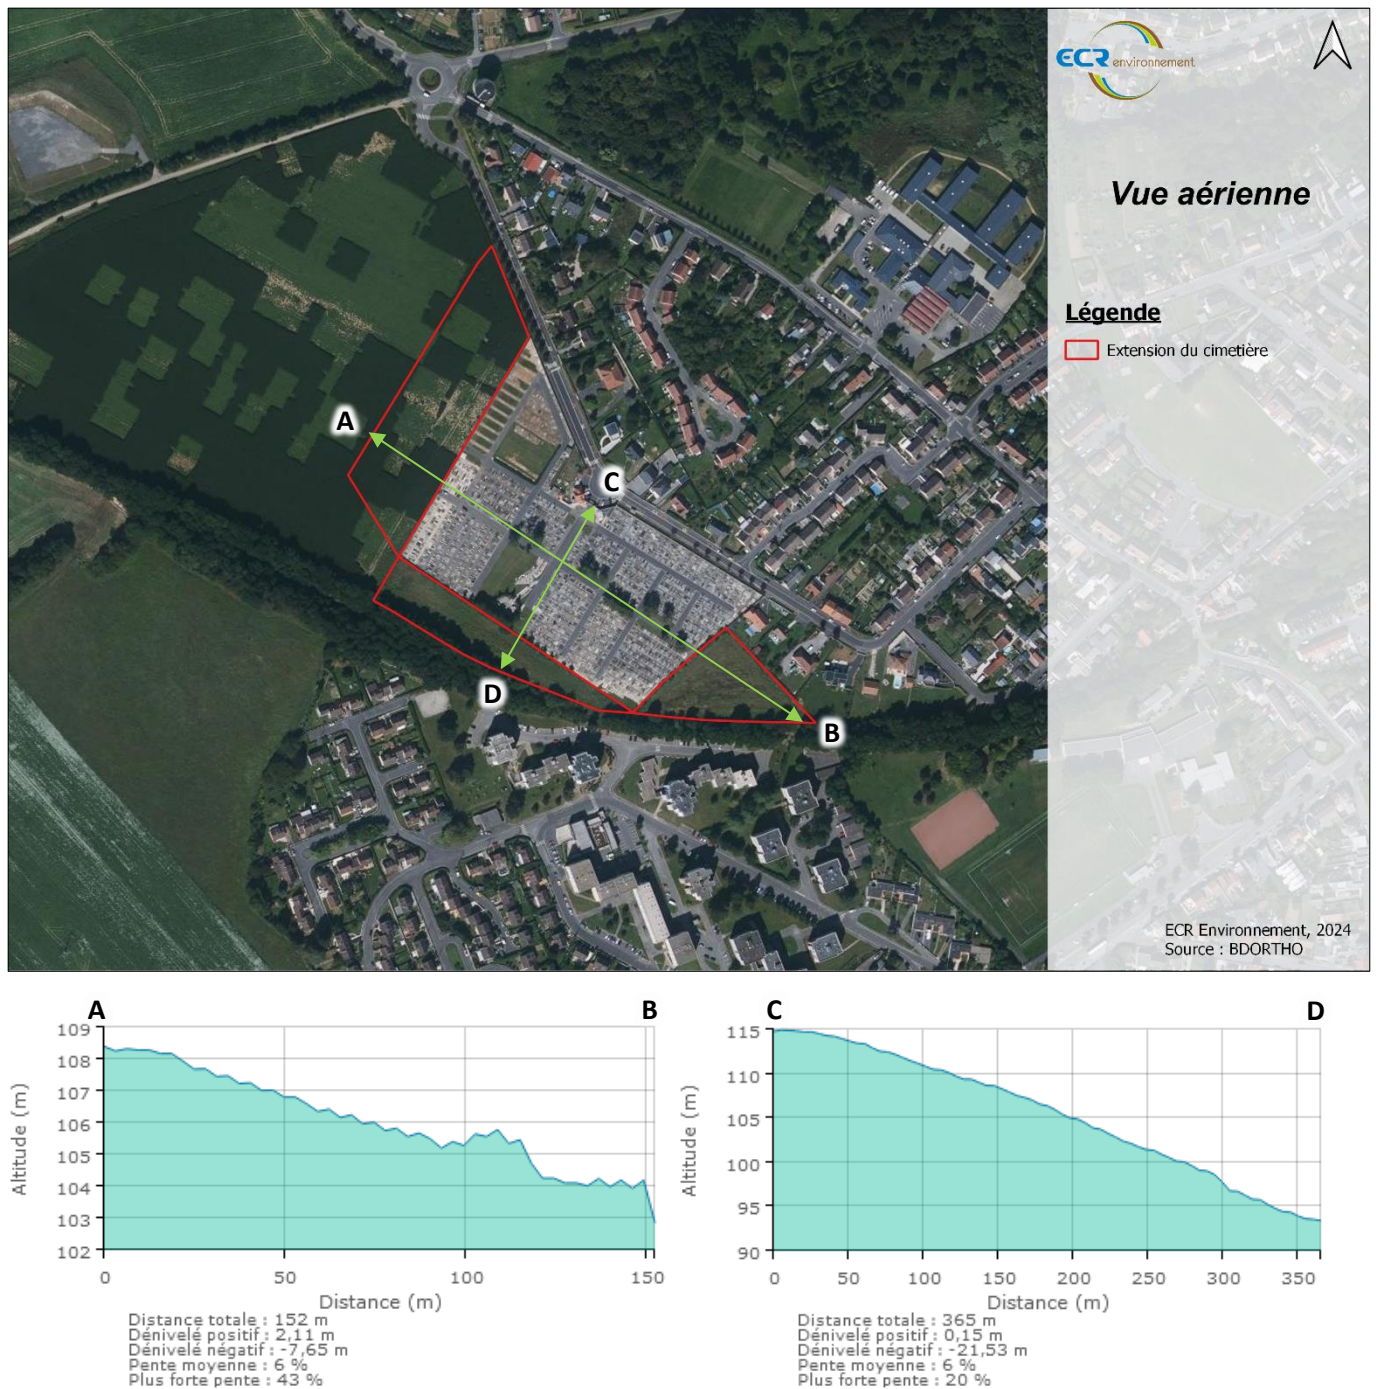 ECR environnement
Vue aérienne
Légende
Extension du cimetière
A
C
D
B
ECR Environnement, 2024
Source : BDORTHO
A
B
109
108
107
106
105
104
103
102
Altitude (m)
0
50
100
150
Distance (m)
Distance totale : 152 m
Dénivelé positif : 2,11 m
Dénivelé négatif : -7,65 m
Pente moyenne : 6 %
Plus forte pente : 43 %
C
D
115
110
105
100
95
90
Altitude (m)
0
50
100
150
200
250
300
350
Distance (m)
Distance totale : 365 m
Dénivelé positif : 0,15 m
Dénivelé négatif : -21,53 m
Pente moyenne : 6 %
Plus forte pente : 20 %